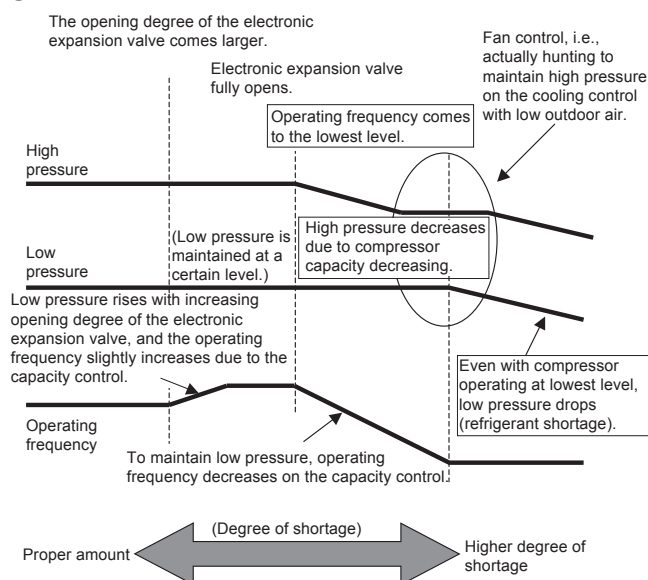 The opening degree of the electronic
expansion valve comes larger.
Electronic expansion valve
fully opens.
Fan control, i.e.,
actually hunting to
maintain high pressure
on the cooling control
with low outdoor air.
Operating frequency comes
to the lowest level.
High
pressure
(Low pressure is
maintained at a
certain level.)
High pressure decreases
due to compressor
capacity decreasing.
Low
pressure
Low pressure rises with increasing
opening degree of the electronic
expansion valve, and the operating
frequency slightly increases due to the
capacity control.
Even with compressor
operating at lowest level,
low pressure drops
(refrigerant shortage).
Operating
frequency
To maintain low pressure, operating
frequency decreases on the capacity control.
(Degree of shortage)
Proper amount
Higher degree of
shortage